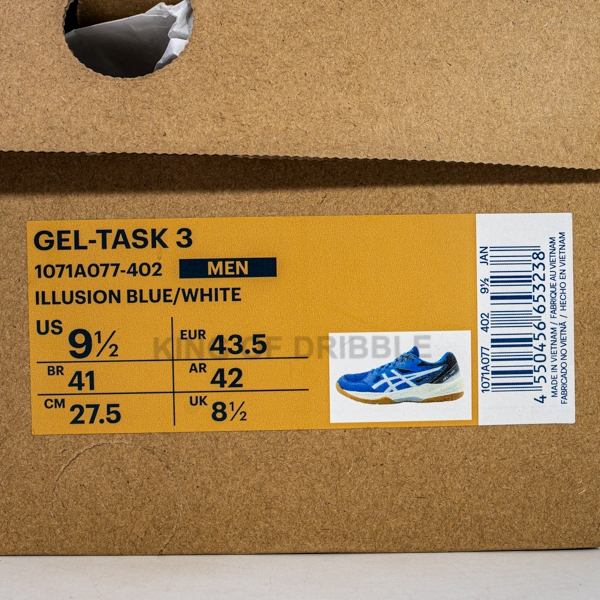 GEL-TASK 3
1071A077-402 MEN
ILLUSION BLUE/WHITE
US 9½ EUR 43.5
BR 41 AR 42
CM 27.5 UK 8½
KING OF DRIBBLE
1071A077 402 9½ JAN
4 550456 653238
MADE IN VIETNAM / FABRIQUE AU VIETNAM
FABRICADO NO VIETNÃ / HECHO EN VIETNAM